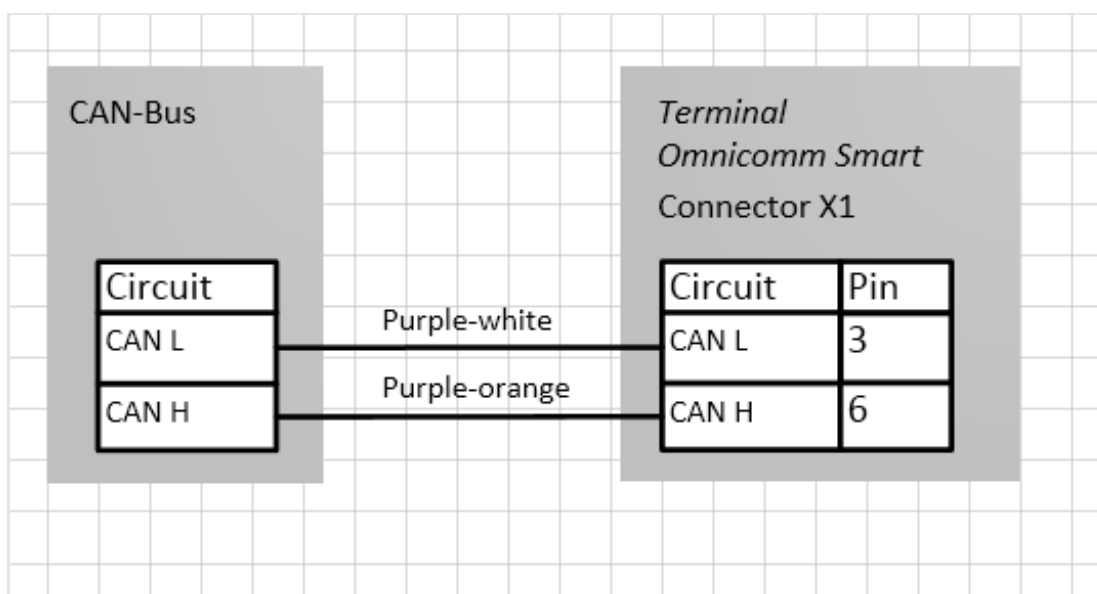 CAN-Bus
Circuit
CAN L
CAN H
Purple-white
Purple-orange
Terminal
Omnicomm Smart
Connector X1
Circuit Pin
CAN L 3
CAN H 6